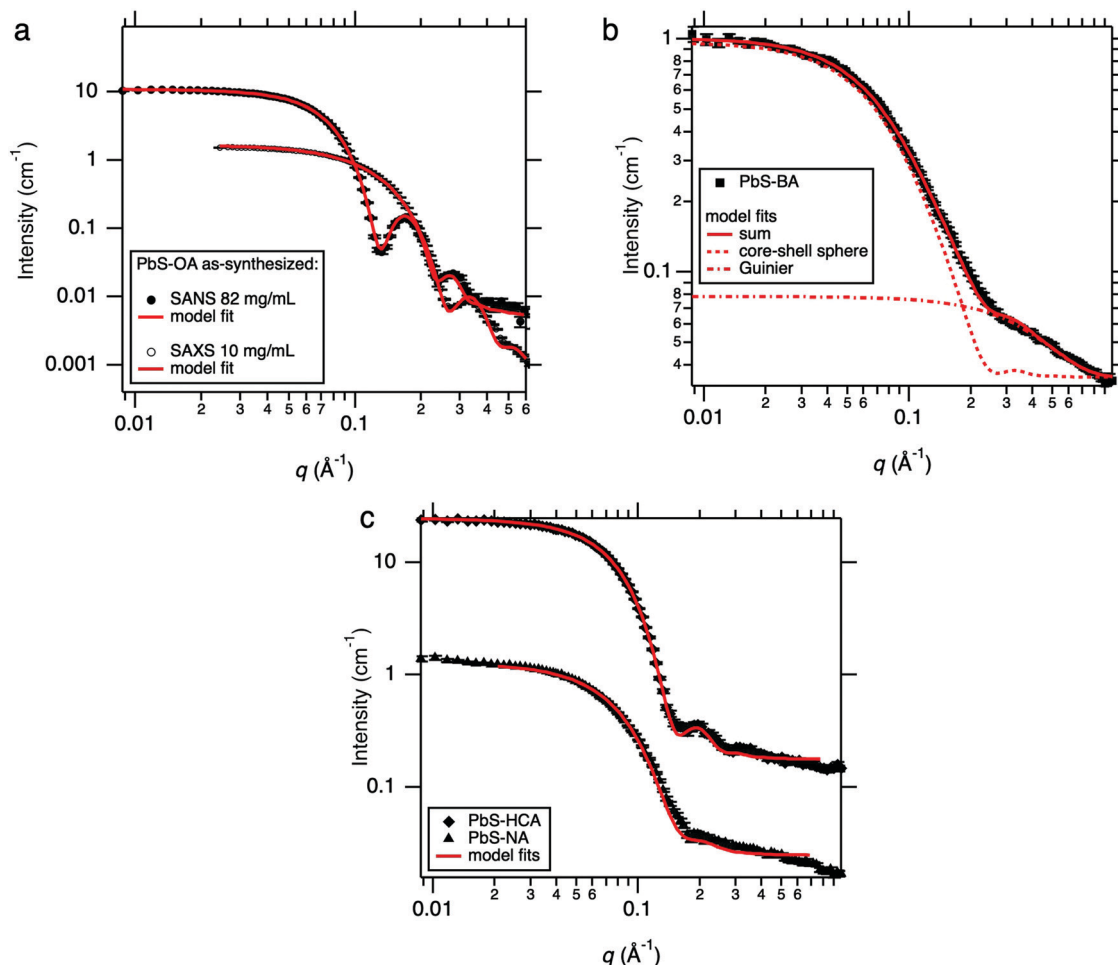 a
Intensity (cm⁻¹)
10
1
0.1
0.01
0.001
PbS-OA as-synthesized:
SANS 82 mg/mL
model fit
SAXS 10 mg/mL
model fit
0.01
2
3
4
5
6
7
0.1
2
3
4
5
6
q (Å⁻¹)
b
Intensity (cm⁻¹)
1
9
8
7
6
5
4
3
2
0.1
9
8
7
6
5
4
PbS-BA
model fits
sum
core-shell sphere
Guinier
0.01
2
3
4
5
6
0.1
2
3
4
5
6
q (Å⁻¹)
c
Intensity (cm⁻¹)
10
1
0.1
PbS-HCA
PbS-NA
model fits
0.01
2
3
4
5
6
0.1
2
3
4
5
6
q (Å⁻¹)